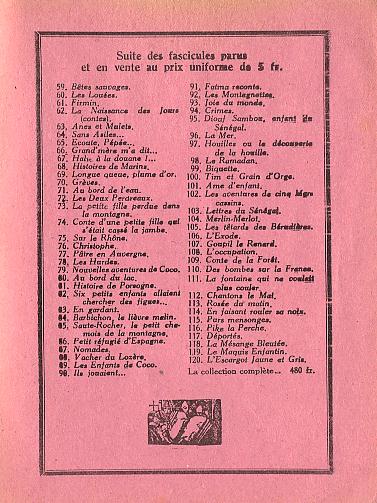 Suite des fascicules parus
et en vente au prix uniforme de 5 fr.
59. Bêtes sauvages.
60. Les Louées.
61. Firmin.
62. La Naissance des Jours
(contes).
63. Anes et Mulets.
64. Sans Asiles...
65. Ecoute, Pépée...
66. Grand'mère m'a dit...
67. Halte à la douane !...
68. Histoires de Marins.
69. Longue queue, plume d'or.
70. Grèves.
71. Au bord de l'eau.
72. Les Deux Perdreaux.
73. La petite fille perdue dans
la montagne.
74. Conte d'une petite fille qui
s'était cassé la jambe.
75. Sur le Rhône.
76. Christophe.
77. Pâtre en Auvergne.
78. Les Hardes.
79. Nouvelles aventures de Coco.
80. Au bord du lac.
81. Histoire de Porsogne.
82. Six petits enfants allaient
chercher des figues...
83. En gardant.
84. Barbichon, le lièvre malin.
85. Saute-Rocher, le petit cha-
mois de la montagne.
86. Petit réfugié d'Espagne.
87. Nomades.
88. Vacher du Lozère.
89. Les Enfants de Coco.
90. Ils jouaient...
91. Fatma raconte.
92. Les Montagnettes.
93. Joie du monde.
94. Crimes.
95. Diouf Sambou, enfant du
Sénégal.
96. La Mer.
97. Houilles ou la découverte
de la houille.
98. Le Ramadan.
99. Biquette.
100. Tim et Grain d'Orge.
101. Ame d'enfant.
102. Les aventures de cinq Mars
cassins.
103. Lettres du Sénégal.
104. Merlin-Merlot.
105. Les têtards des Béradières.
106. L'Exode.
107. Goupil le Renard.
108. L'occupation.
109. Conte de la Forêt.
110. Des bombes sur la France.
111. La fontaine qui ne voulait
plus couler.
112. Chantons le Mai.
113. Rosée du matin.
114. En faisant rouler sa noix.
115. Purs mensonges.
116. Pike la Perche.
117. Déportés.
118. La Mésange Bleutée.
119. Le Maquis Enfantin.
120. L'Escargot Jaune et Gris.
La collection complète... 480 fr.